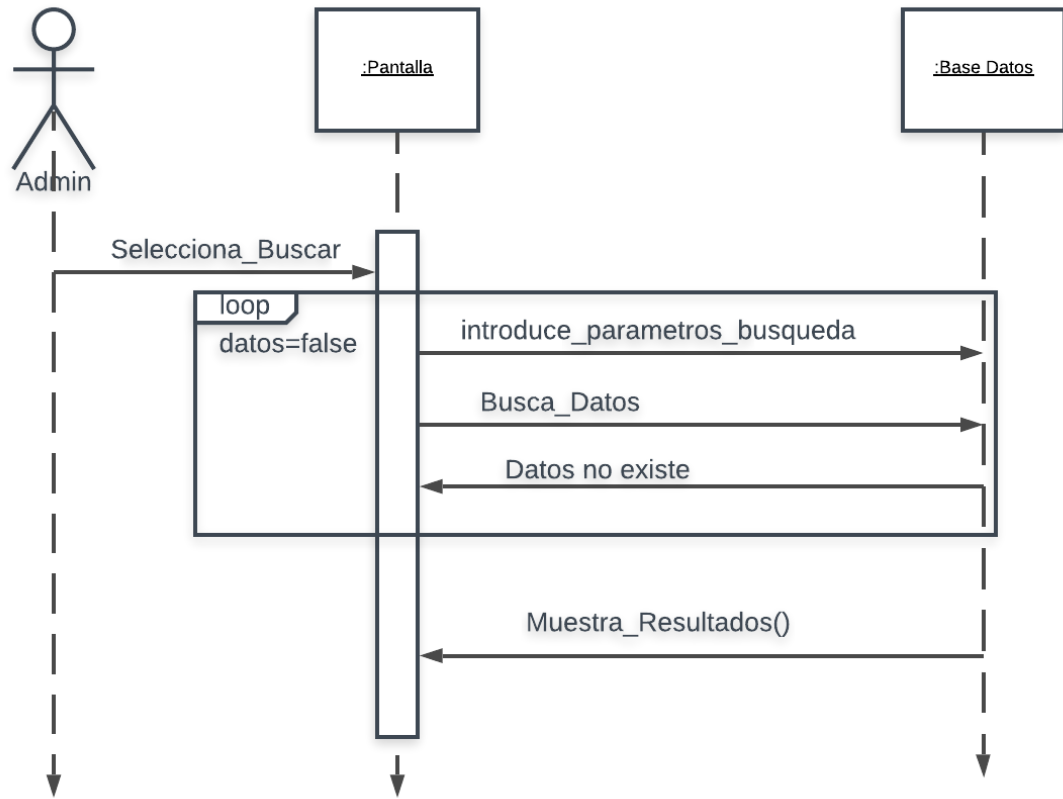 :Pantalla
:Base Datos
Admin
Selecciona_Buscar
loop
datos=false
introduce_parametros_busqueda
Busca_Datos
Datos no existe
Muestra_Resultados()